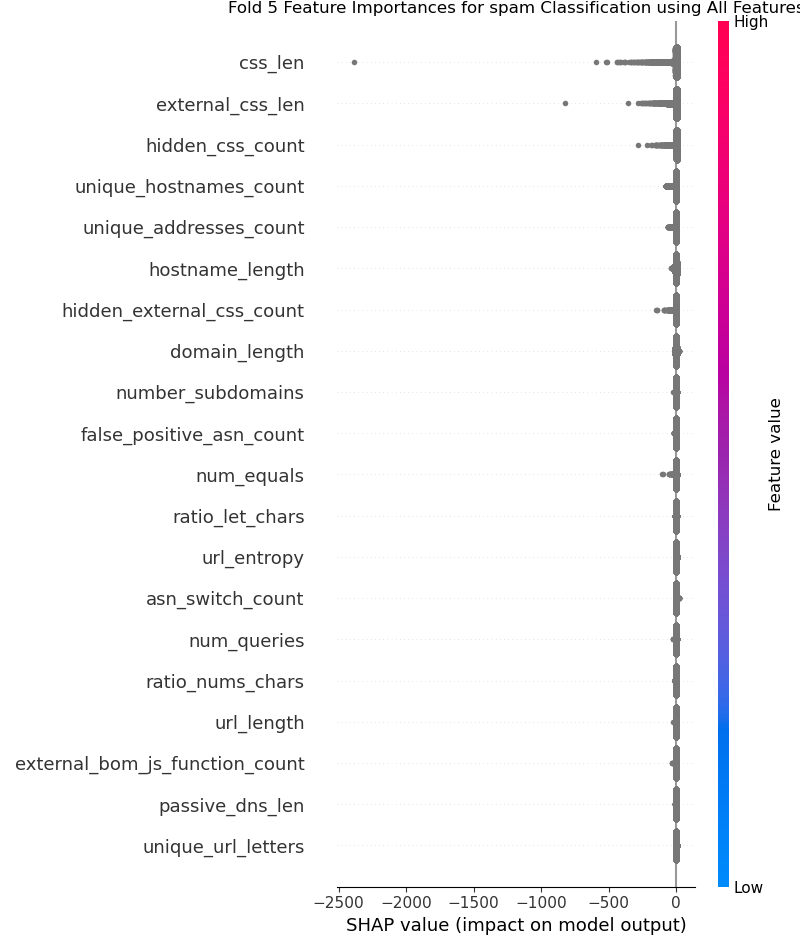 Fold 5 Feature Importances for spam Classification using All Features
High
css_len
external_css_len
hidden_css_count
unique_hostnames_count
unique_addresses_count
hostname_length
hidden_external_css_count
domain_length
number_subdomains
false_positive_asn_count
num_equals
ratio_let_chars
url_entropy
asn_switch_count
num_queries
ratio_nums_chars
url_length
external_bom_js_function_count
passive_dns_len
unique_url_letters
Feature value
Low
−2500 −2000 −1500 −1000 −500 0
SHAP value (impact on model output)